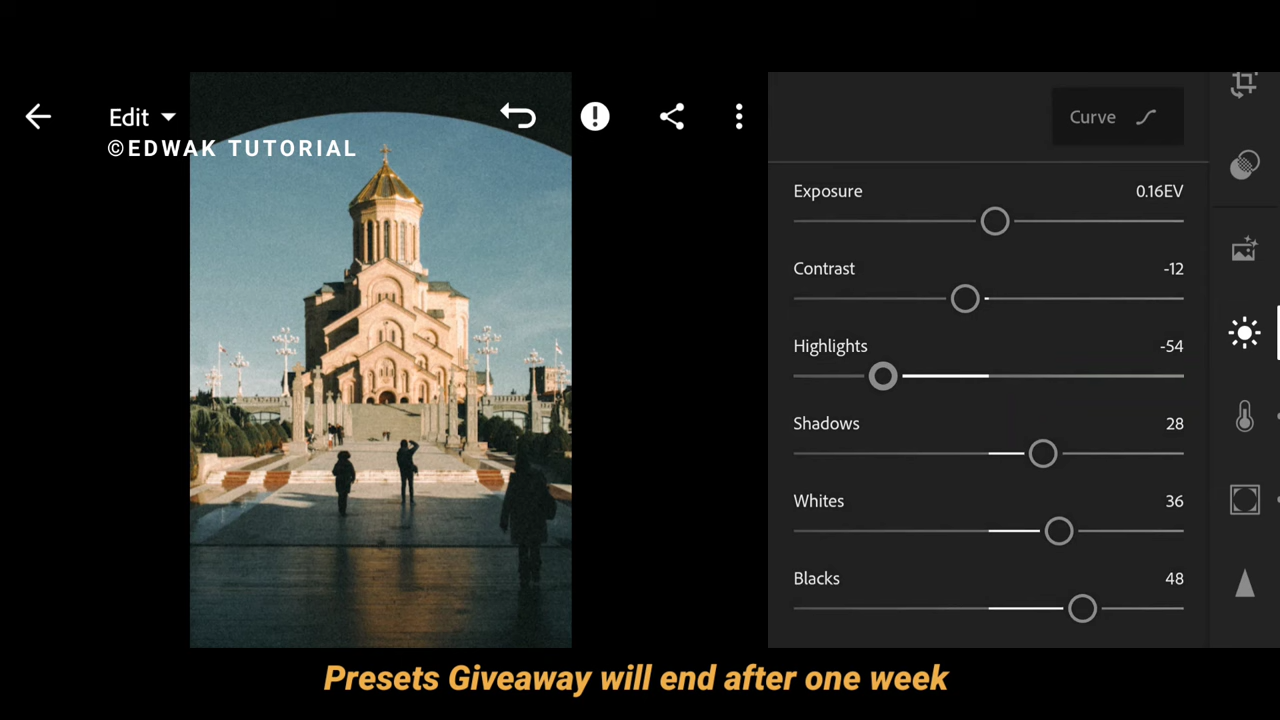 Edit
©EDWAK TUTORIAL
Curve
Exposure 0.16EV
Contrast -12
Highlights -54
Shadows 28
Whites 36
Blacks 48
Presets Giveaway will end after one week